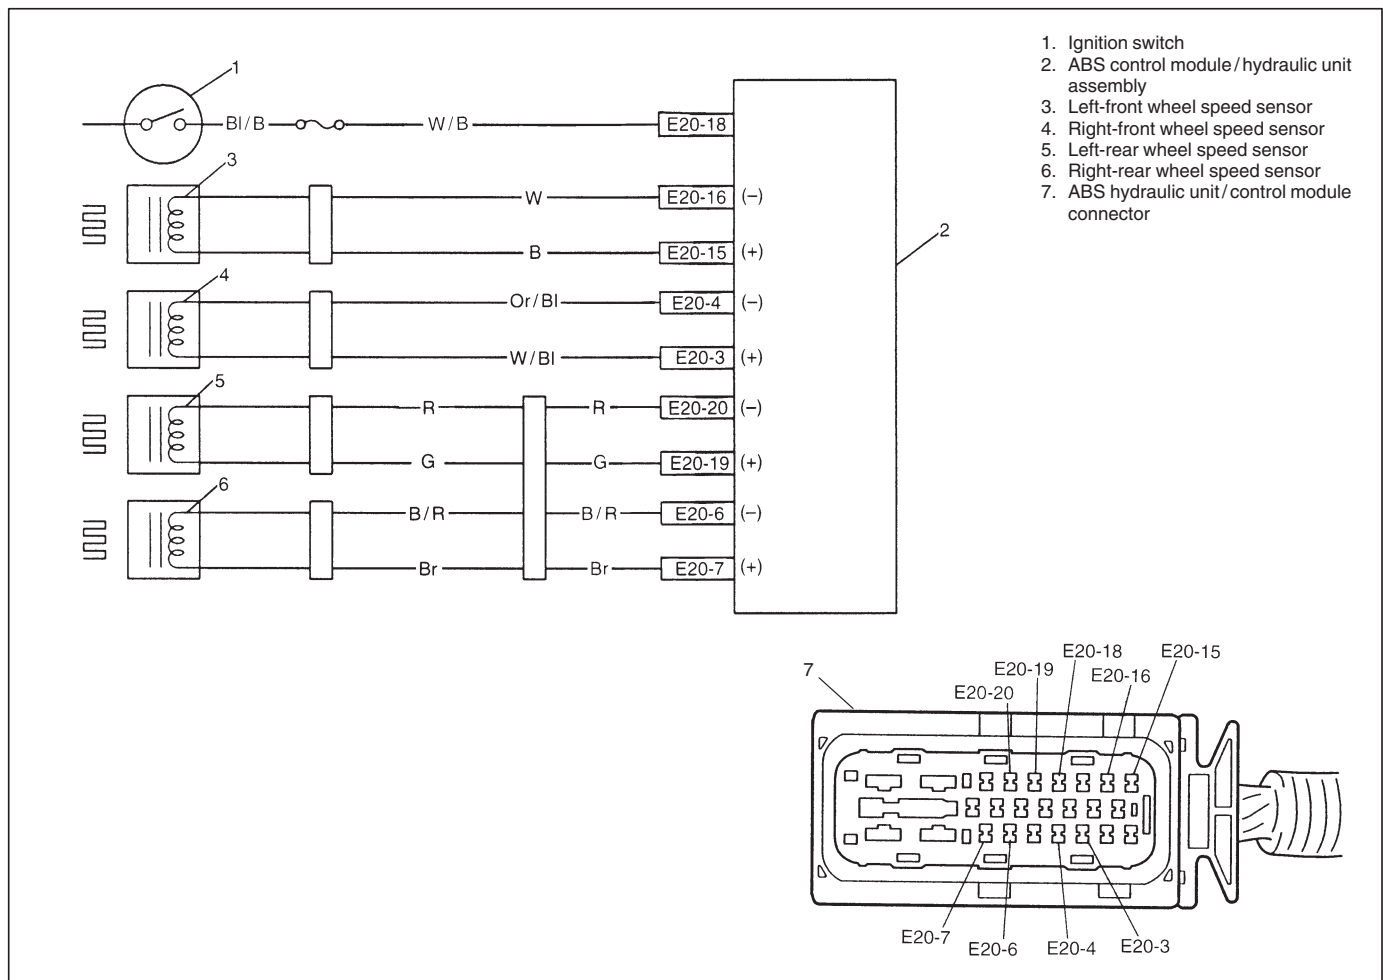 1. Ignition switch
2. ABS control module / hydraulic unit
assembly
3. Left-front wheel speed sensor
4. Right-front wheel speed sensor
5. Left-rear wheel speed sensor
6. Right-rear wheel speed sensor
7. ABS hydraulic unit / control module
connector
1
Bl/B W/B E20-18
3
W E20-16 (−)
2
B E20-15 (+)
4
Or/Bl E20-4 (−)
W/Bl E20-3 (+)
5
R R E20-20 (−)
G G E20-19 (+)
6
B/R B/R E20-6 (−)
Br Br E20-7 (+)
7
E20-18 E20-15
E20-19 E20-16
E20-20
E20-7 E20-6 E20-4 E20-3